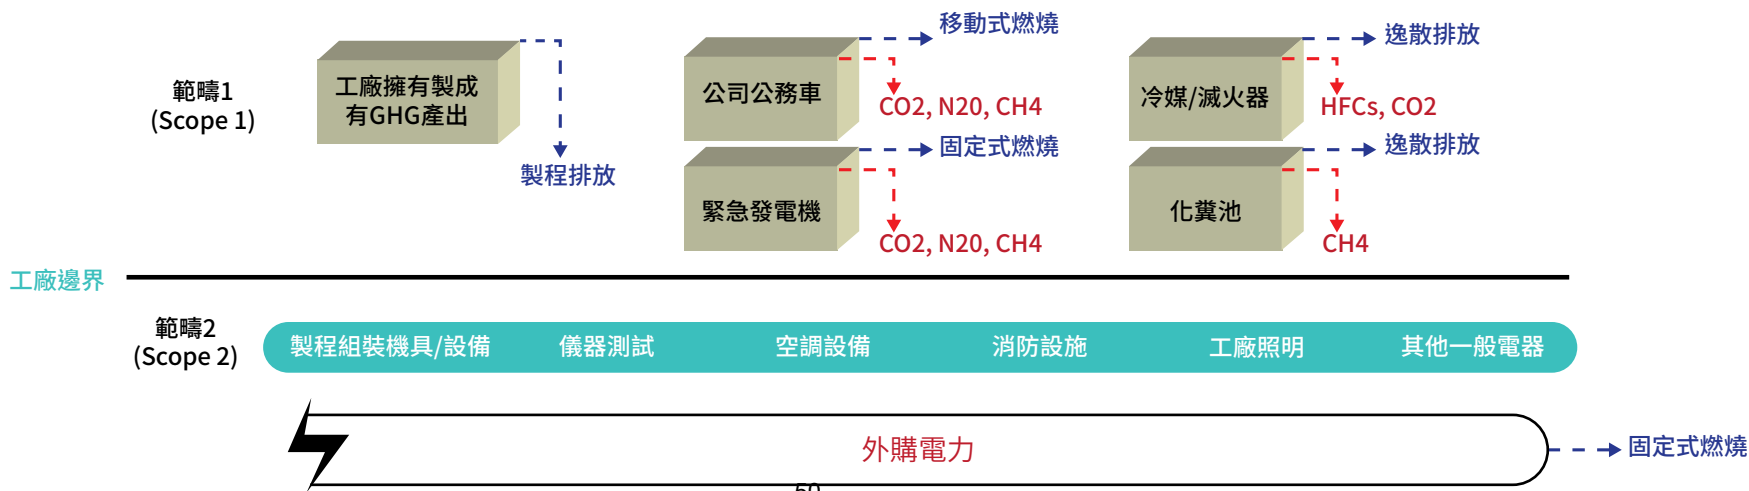 移動式燃燒
逸散排放
範疇1
(Scope 1)
工廠擁有製成
有GHG產出
公司公務車
冷媒/滅火器
CO2, N20, CH4
HFCs, CO2
製程排放
固定式燃燒
逸散排放
緊急發電機
化糞池
CO2, N20, CH4
CH4
工廠邊界
範疇2
(Scope 2)
製程組裝機具/設備 儀器測試 空調設備 消防設施 工廠照明 其他一般電器
外購電力
固定式燃燒